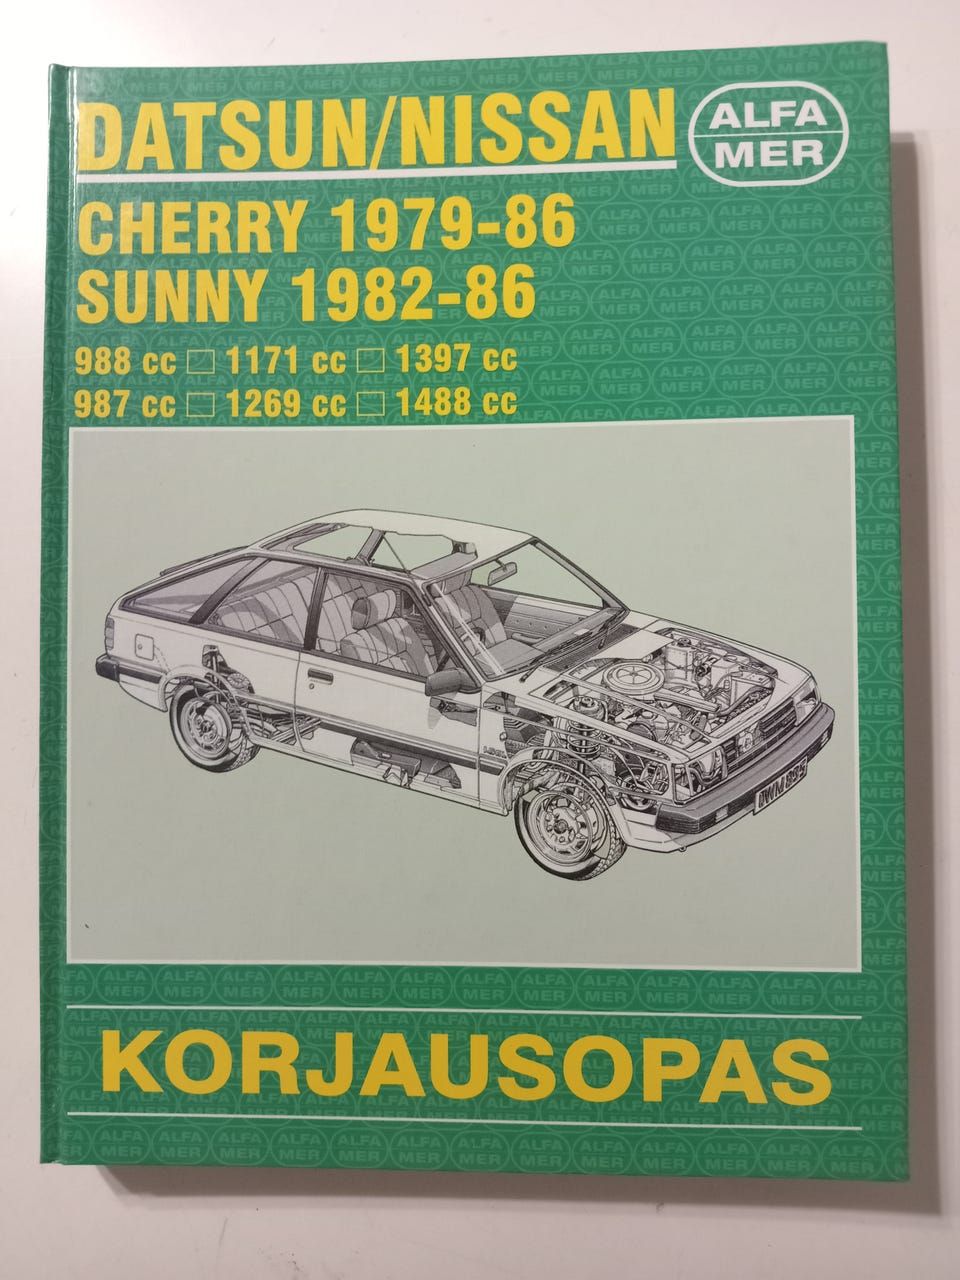 DATSUN/NISSAN
ALFA
MER
CHERRY 1979-86
SUNNY 1982-86
988 cc □ 1171 cc □ 1397 cc
987 cc □ 1269 cc □ 1488 cc
KORJAUSOPAS